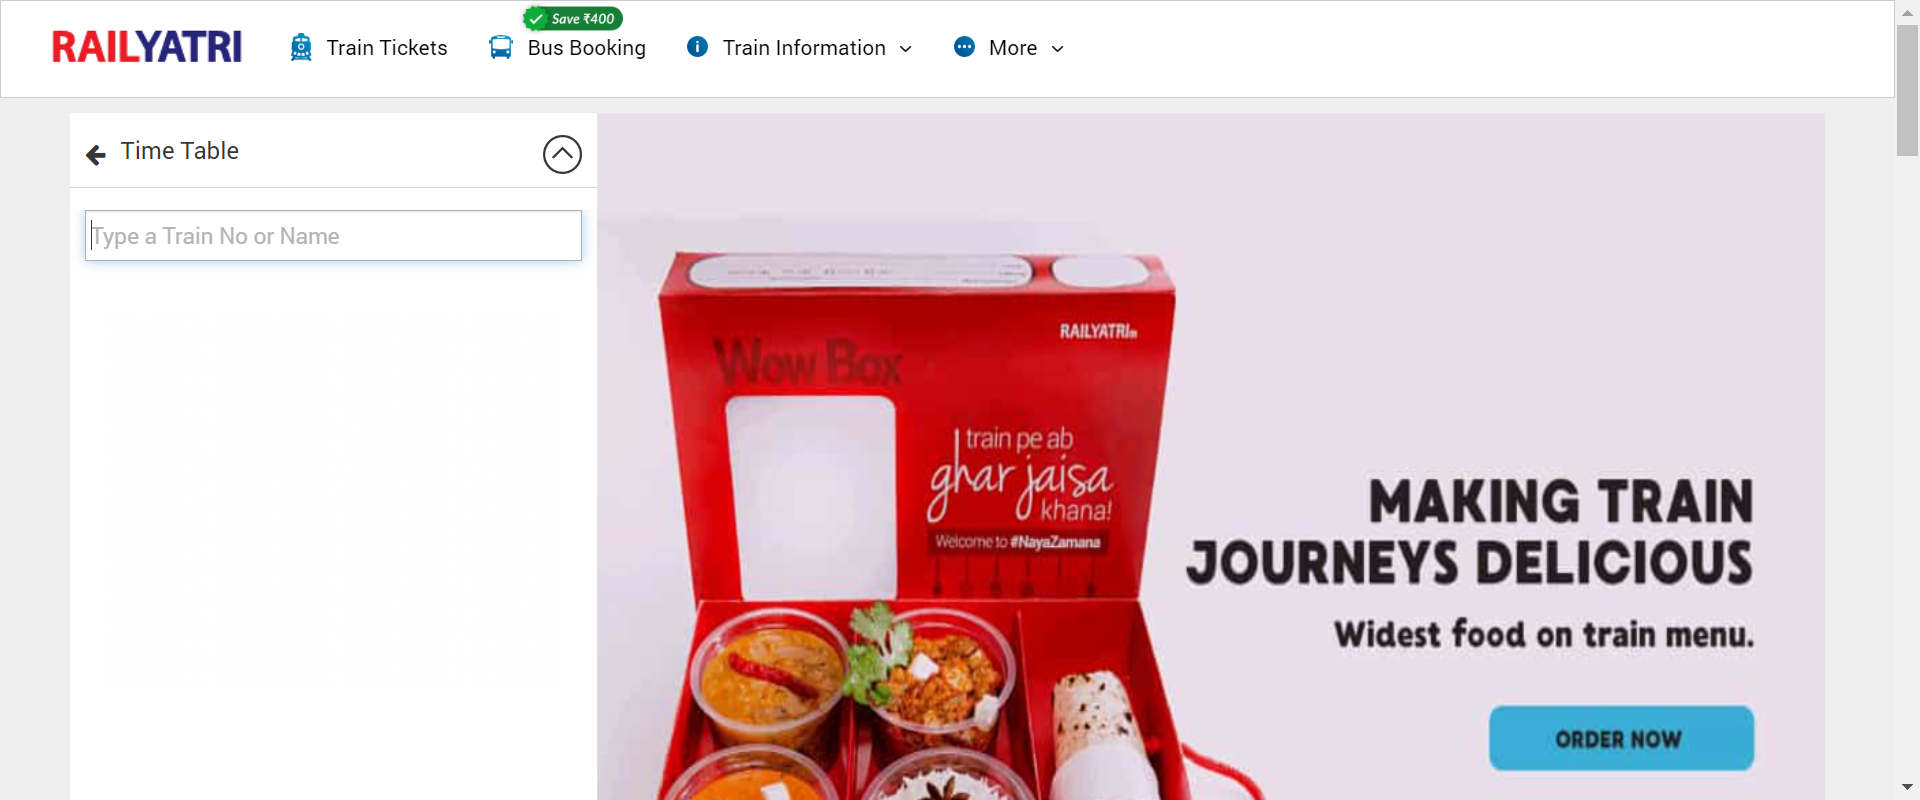 RAILYATRI
Train Tickets
Save ₹400
Bus Booking
Train Information
More
Time Table
Type a Train No or Name
RAILYATRI.in
Wow Box
train pe ab
ghar jaisa
khana!
Welcome to #NayaZamana
MAKING TRAIN
JOURNEYS DELICIOUS
Widest food on train menu.
ORDER NOW